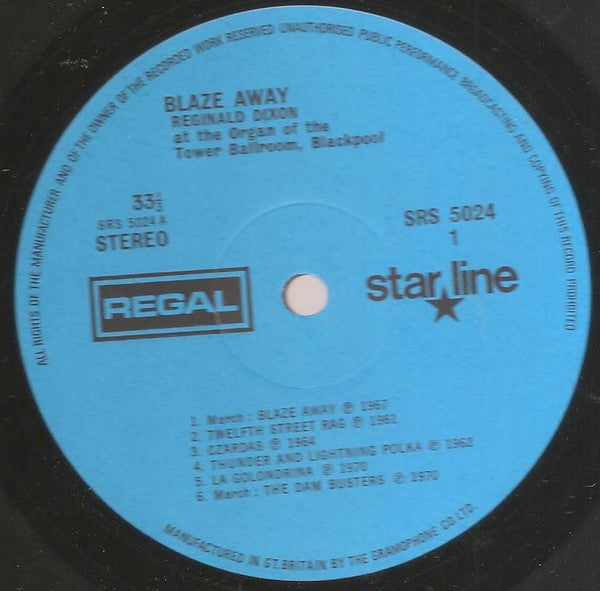 ALL RIGHTS OF THE MANUFACTURER AND OF THE OWNER OF THE RECORDED WORK RESERVED UNAUTHORISED PUBLIC PERFORMANCE BROADCASTING AND COPYING OF THIS RECORD PROHIBITED
BLAZE AWAY
REGINALD DIXON
at the Organ of the
Tower Ballroom, Blackpool
33⅓
SRS 5024 A
STEREO
SRS 5024
1
REGAL
star line
1. March: BLAZE AWAY ℗ 1967
2. TWELFTH STREET RAG ℗ 1961
3. CZARDAS ℗ 1964
4. THUNDER AND LIGHTNING POLKA ℗ 1962
5. LA GOLONDRINA ℗ 1970
6. March: THE DAM BUSTERS ℗ 1970
MANUFACTURED IN GT.BRITAIN BY THE GRAMOPHONE CO.LTD.